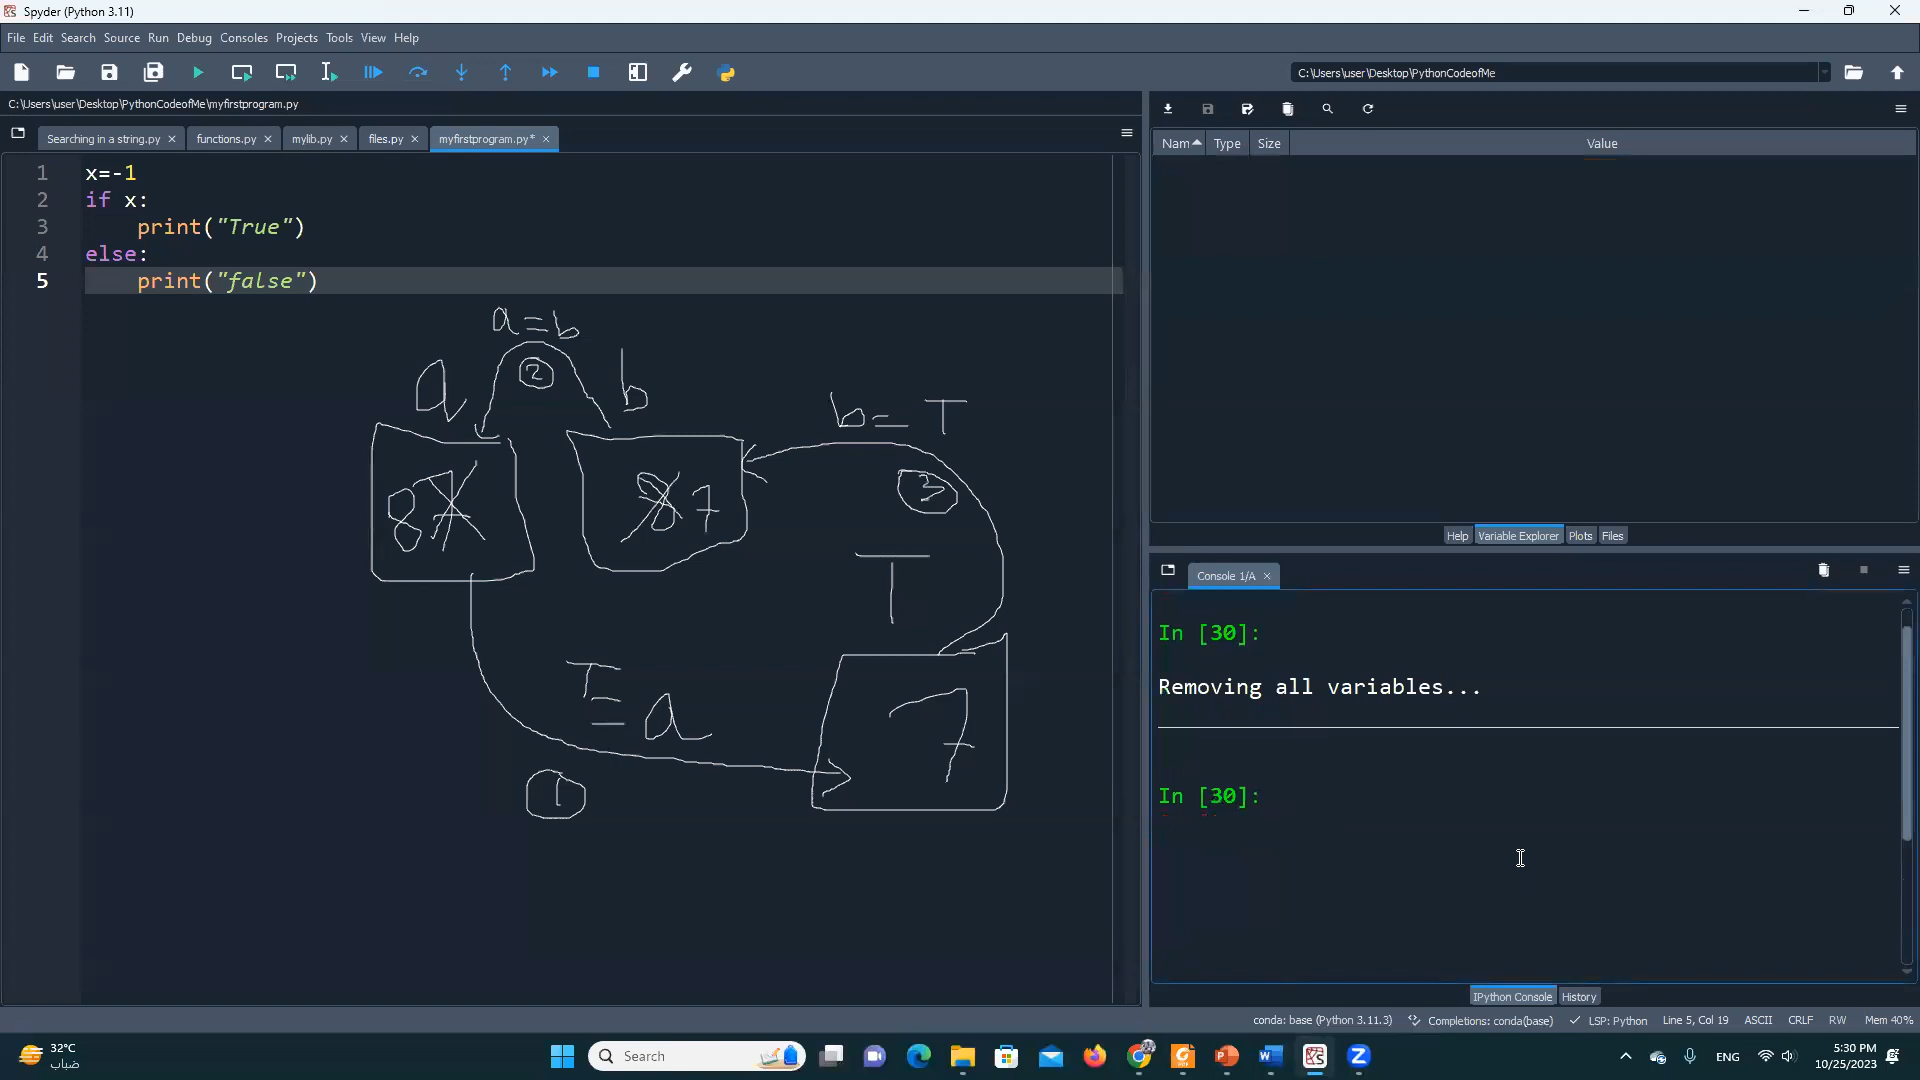 Spyder (Python 3.11)
File Edit Search Source Run Debug Consoles Projects Tools View Help
C:\Users\user\Desktop\PythonCodeofMe
C:\Users\user\Desktop\PythonCodeofMe\myfirstprogram.py
Searching in a string.py functions.py mylib.py files.py myfirstprogram.py*
1 x=-1
2 if x:
3 print("True")
4 else:
5 print("false")
a=b
2
a
b
b= T
87
87
3
T
T = a
7
1
Nam Type Size Value
Help Variable Explorer Plots Files
Console 1/A
In [30]:
Removing all variables...
In [30]:
IPython Console History
conda: base (Python 3.11.3) Completions: conda(base) LSP: Python Line 5, Col 19 ASCII CRLF RW Mem 40%
32°C
ضباب
Search
ENG
5:30 PM
10/25/2023